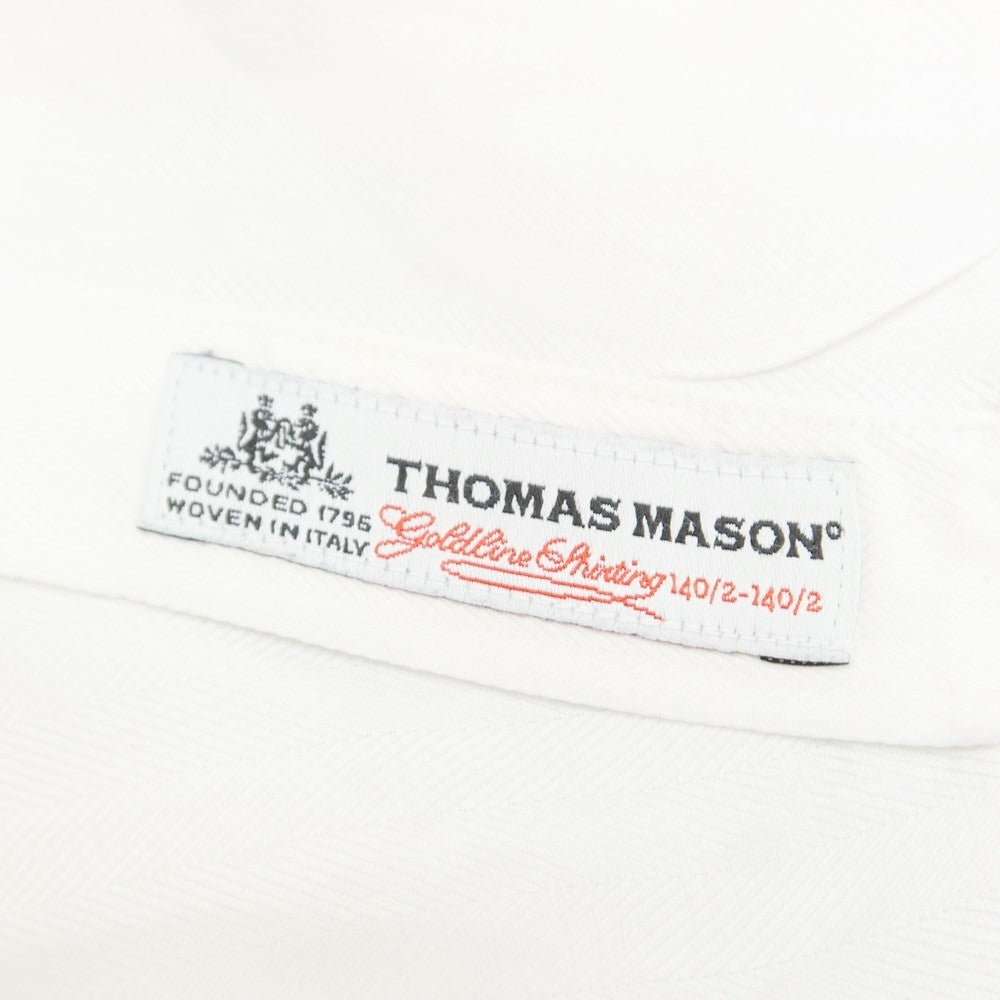 FOUNDED 1796
WOVEN IN ITALY
THOMAS MASON®
Goldline Shirting 140/2-140/2